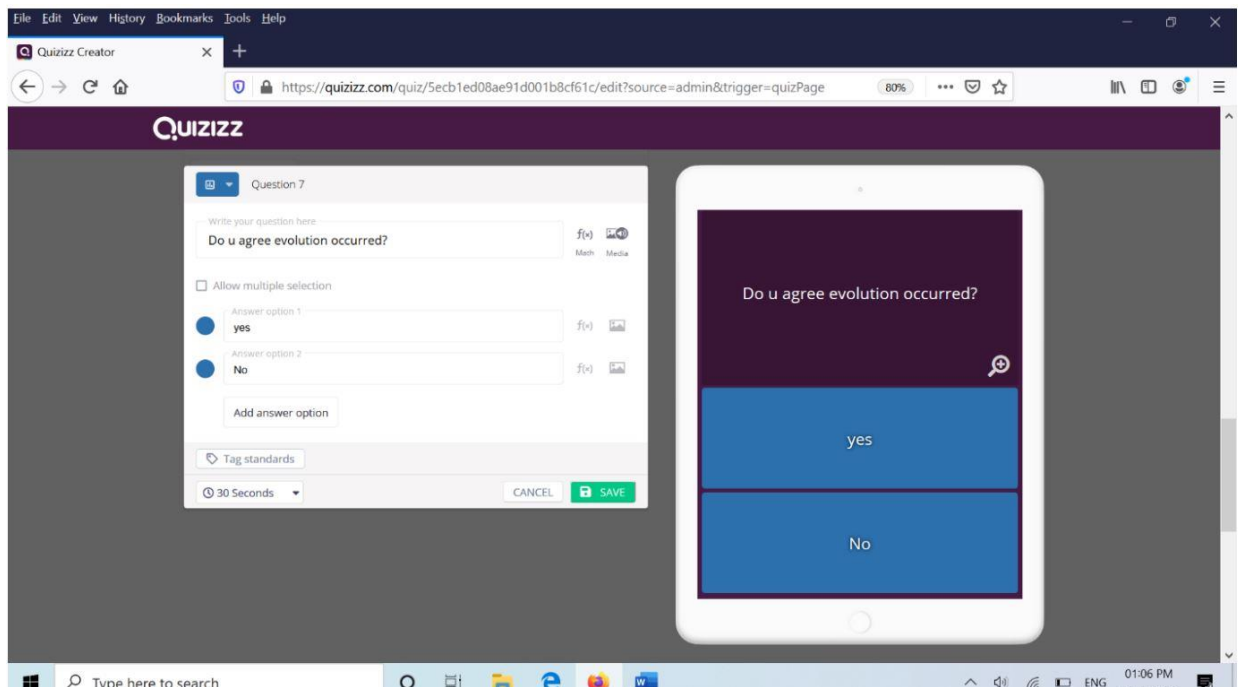 File Edit View History Bookmarks Tools Help
Quizizz Creator
https://quizizz.com/quiz/5ecb1ed08ae91d001b8cf61c/edit?source=admin&trigger=quizPage 80%
QUIZIZZ
Question 7
Write your question here
Do u agree evolution occurred?
f(x)
Math Media
Allow multiple selection
Answer option 1
yes
f(x)
Answer option 2
No
f(x)
Add answer option
Tag standards
30 Seconds CANCEL SAVE
Do u agree evolution occurred?
yes
No
Type here to search
ENG 01:06 PM